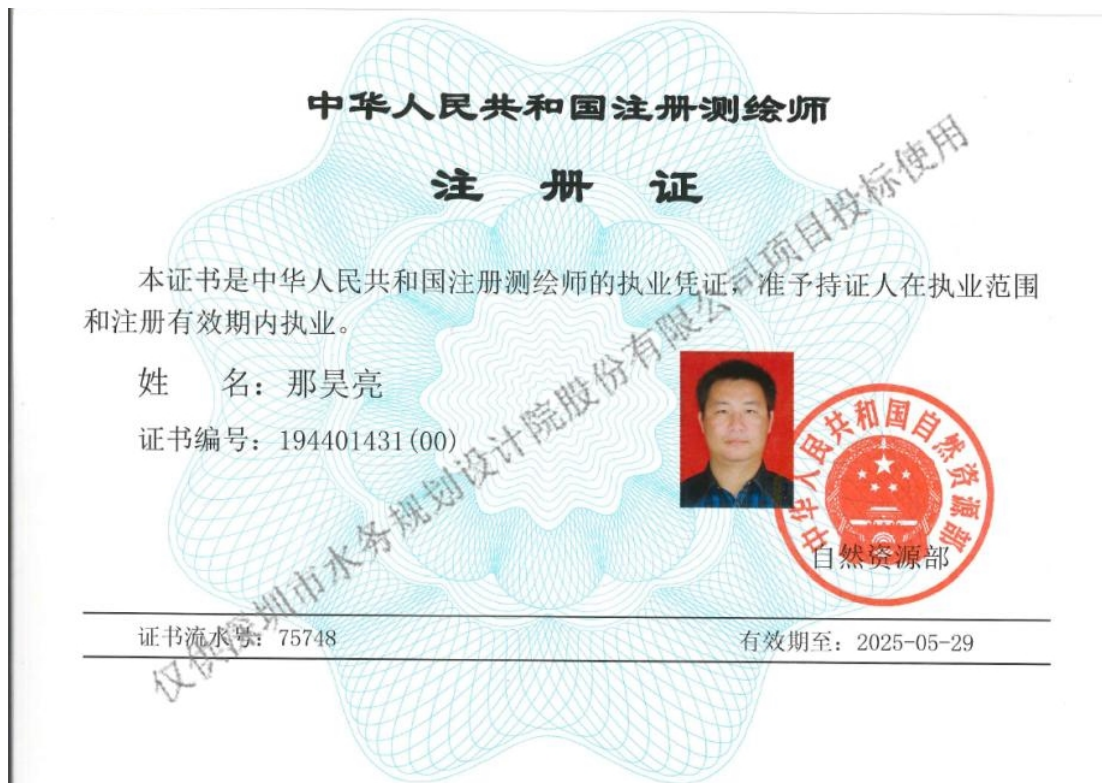 中华人民共和国注册测绘师
注 册 证
本证书是中华人民共和国注册测绘师的执业凭证，准予持证人在执业范围
和注册有效期内执业。
姓 名：那昊亮
证书编号：194401431(00)
中华人民共和国自然资源部
自然资源部
证书流水号：75748
有效期至：2025-05-29
仅供深圳市水务规划设计院股份有限公司项目投标使用